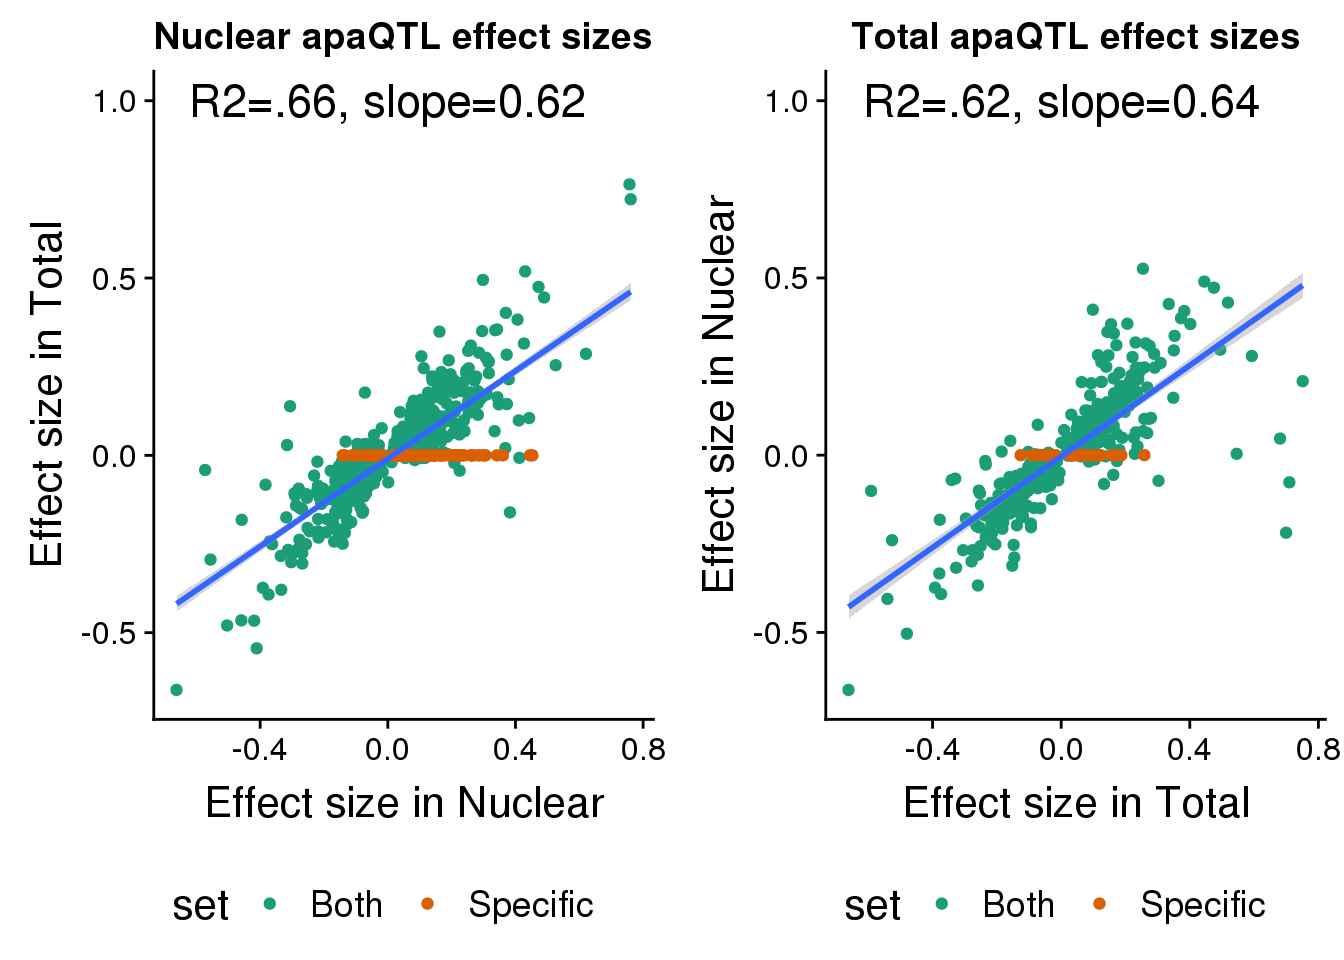 Nuclear apaQTL effect sizes
R2=.66, slope=0.62
1.0
0.5
0.0
-0.5
Effect size in Total
-0.4 0.0 0.4 0.8
Effect size in Nuclear
set Both Specific
Total apaQTL effect sizes
R2=.62, slope=0.64
1.0
0.5
0.0
-0.5
Effect size in Nuclear
-0.4 0.0 0.4 0.8
Effect size in Total
set Both Specific